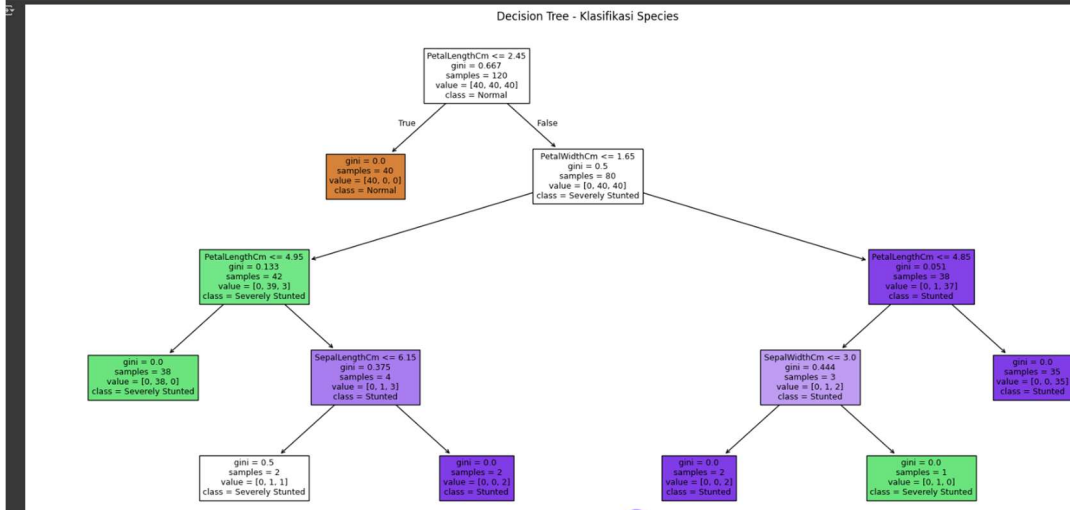 Decision Tree - Klasifikasi Species
PetalLengthCm <= 2.45
gini = 0.667
samples = 120
value = [40, 40, 40]
class = Normal
True
False
gini = 0.0
samples = 40
value = [40, 0, 0]
class = Normal
PetalWidthCm <= 1.65
gini = 0.5
samples = 80
value = [0, 40, 40]
class = Severely Stunted
PetalLengthCm <= 4.95
gini = 0.133
samples = 42
value = [0, 39, 3]
class = Severely Stunted
PetalLengthCm <= 4.85
gini = 0.051
samples = 38
value = [0, 1, 37]
class = Stunted
gini = 0.0
samples = 38
value = [0, 38, 0]
class = Severely Stunted
SepalLengthCm <= 6.15
gini = 0.375
samples = 4
value = [0, 1, 3]
class = Stunted
SepalWidthCm <= 3.0
gini = 0.444
samples = 3
value = [0, 1, 2]
class = Stunted
gini = 0.0
samples = 35
value = [0, 0, 35]
class = Stunted
gini = 0.5
samples = 2
value = [0, 1, 1]
class = Severely Stunted
gini = 0.0
samples = 2
value = [0, 0, 2]
class = Stunted
gini = 0.0
samples = 2
value = [0, 0, 2]
class = Stunted
gini = 0.0
samples = 1
value = [0, 1, 0]
class = Severely Stunted